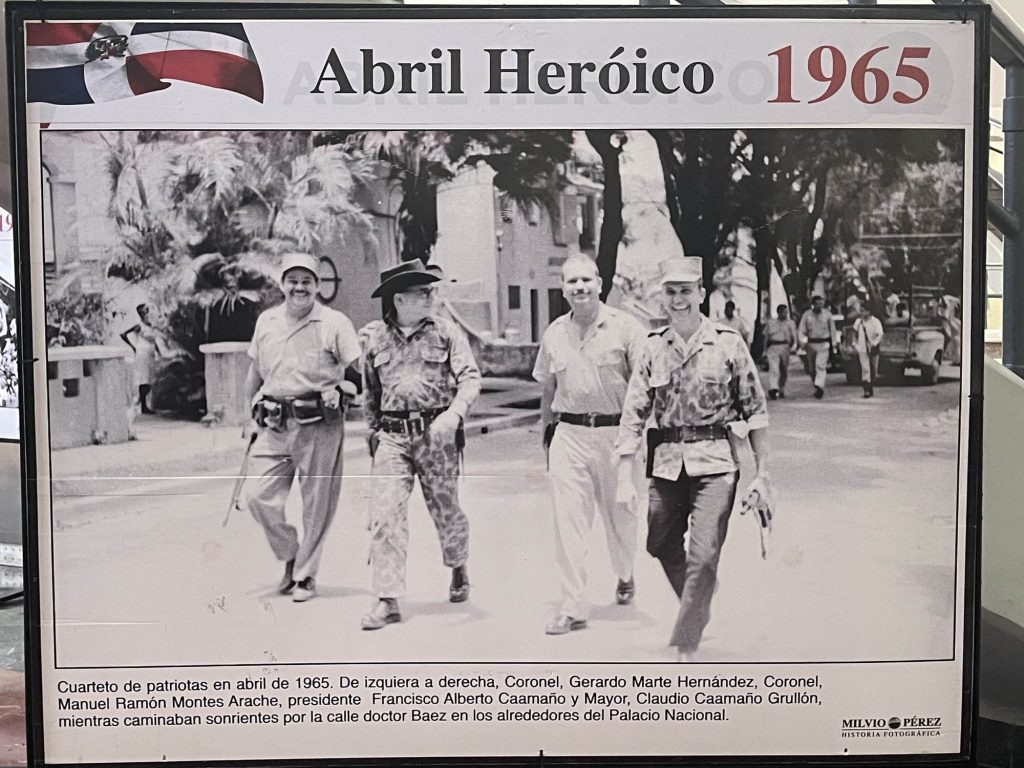 Abril Heróico 1965
Cuarteto de patriotas en abril de 1965. De izquiera a derecha, Coronel, Gerardo Marte Hernández, Coronel,
Manuel Ramón Montes Arache, presidente Francisco Alberto Caamaño y Mayor, Claudio Caamaño Grullón,
mientras caminaban sonrientes por la calle doctor Baez en los alrededores del Palacio Nacional.
MILVIO PÉREZ
HISTORIA FOTOGRÁFICA